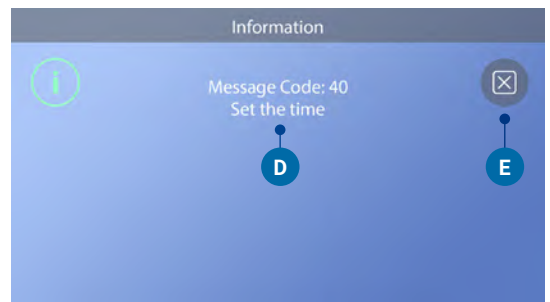 Information
Message Code: 40
Set the time
D
E